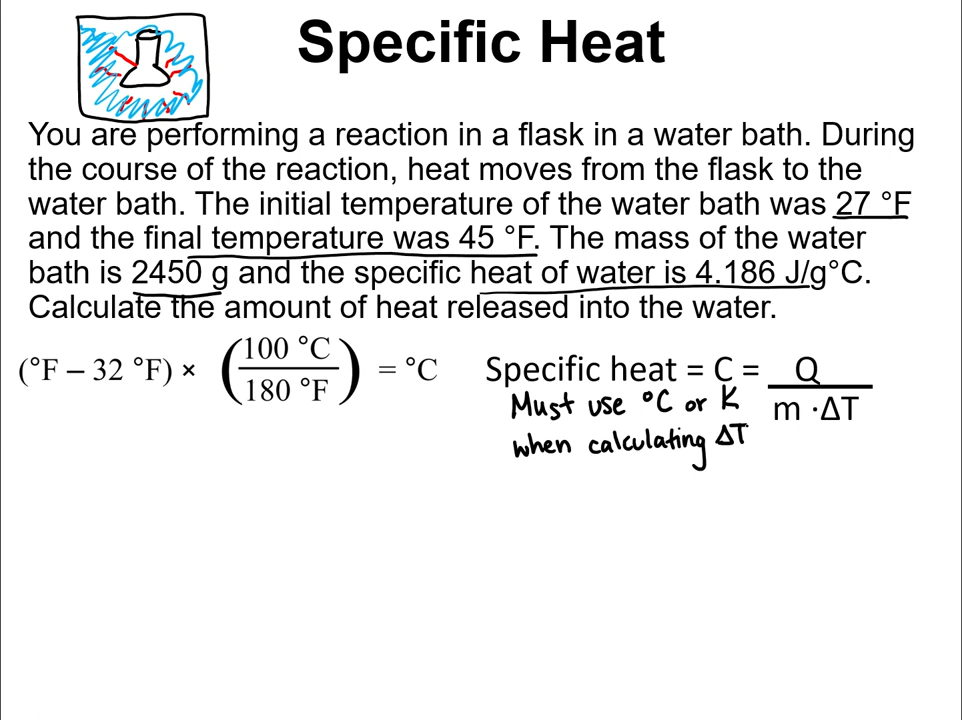 Specific Heat
You are performing a reaction in a flask in a water bath. During
the course of the reaction, heat moves from the flask to the
water bath. The initial temperature of the water bath was 27 °F
and the final temperature was 45 °F. The mass of the water
bath is 2450 g and the specific heat of water is 4.186 J/g°C.
Calculate the amount of heat released into the water.
(°F – 32 °F) × (100 °C / 180 °F) = °C
Specific heat = C = Q / m ·ΔT
Must use °C or K
when calculating ΔT